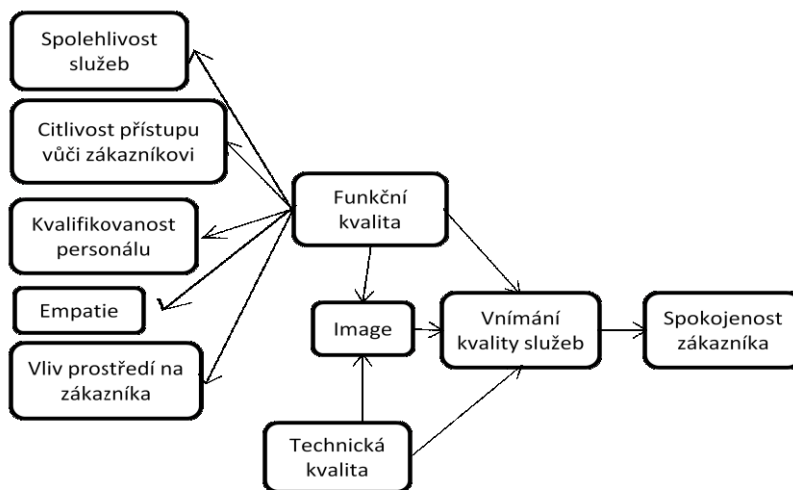 Spolehlivost
služeb
Citlivost přístupu
vůči zákazníkovi
Kvalifikovanost
personálu
Empatie
Vliv prostředí na
zákazníka
Funkční
kvalita
Image
Technická
kvalita
Vnímání
kvality služeb
Spokojenost
zákazníka